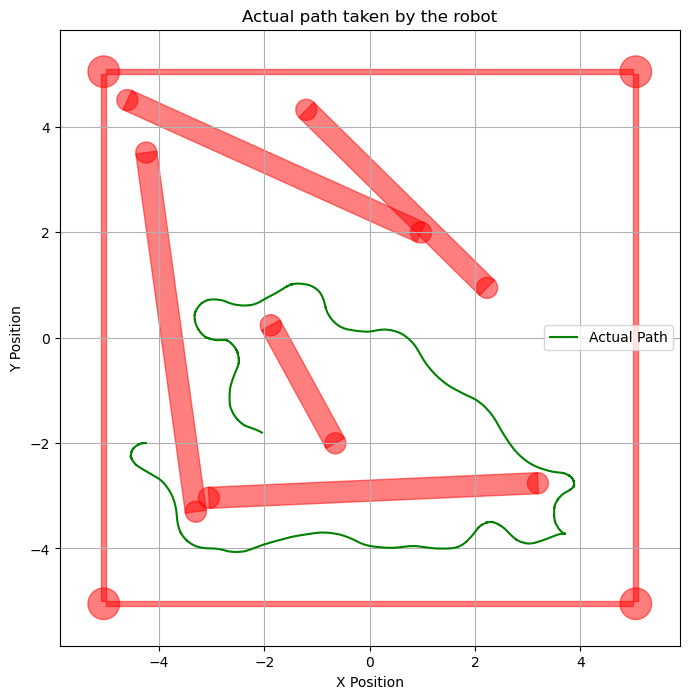 Actual path taken by the robot
Y Position
4
2
0
−2
−4
Actual Path
−4
−2
0
2
4
X Position